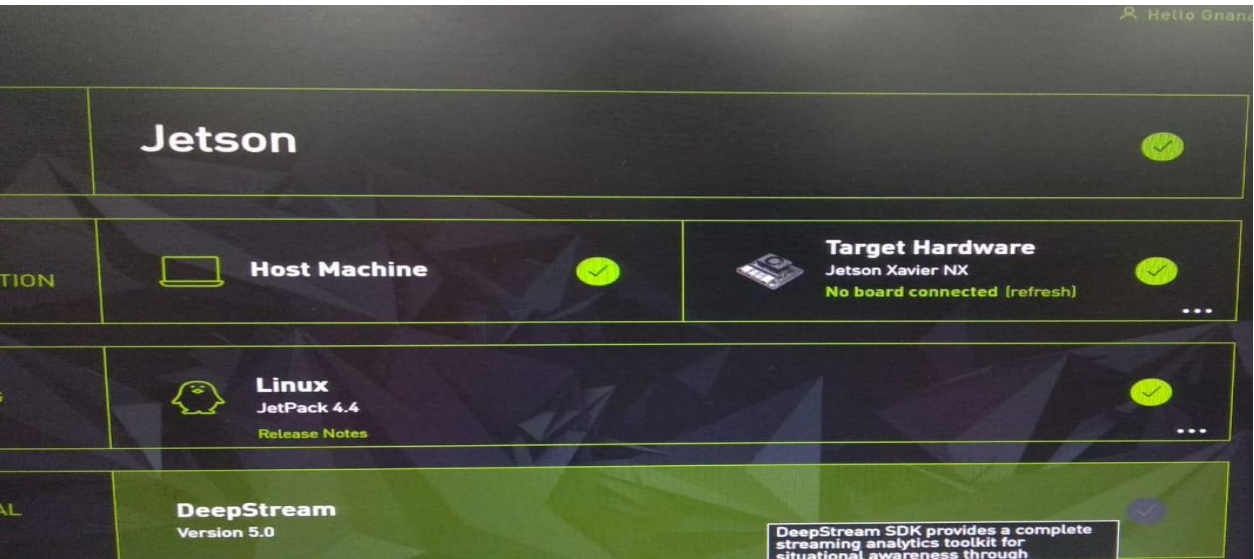 Hello Gnana
Jetson
TION
Host Machine
Target Hardware
Jetson Xavier NX
No board connected (refresh)
Linux
JetPack 4.4
Release Notes
AL
DeepStream
Version 5.0
DeepStream SDK provides a complete
streaming analytics toolkit for
situational awareness through